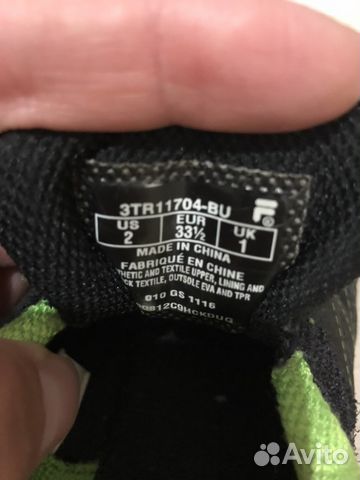 3TR11704-BU
US EUR UK
2 33½ 1
MADE IN CHINA
FABRIQUÉ EN CHINE
HETIC AND TEXTILE UPPER, LINING AND
CK TEXTILE, OUTSOLE EVA AND TPR
010 GS 1116
Avito